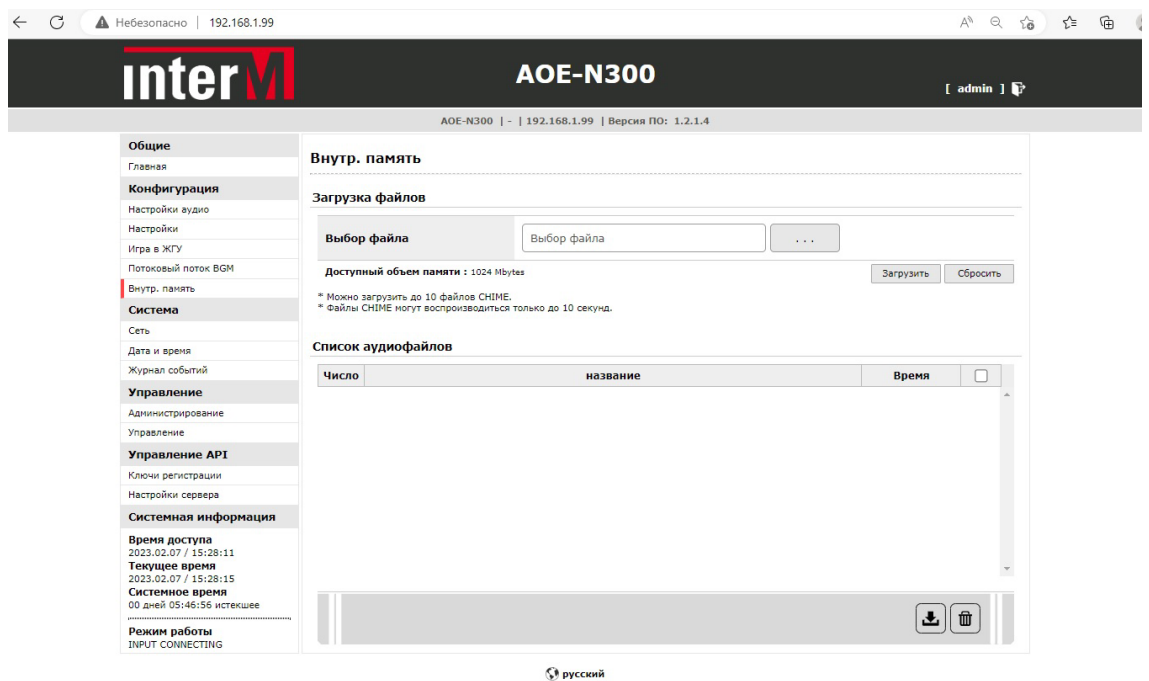 Небезопасно | 192.168.1.99
interM
AOE-N300
[ admin ]
AOE-N300 | - | 192.168.1.99 | Версия ПО: 1.2.1.4
Общие
Главная
Конфигурация
Настройки аудио
Настройки
Игра в ЖГУ
Потоковый поток BGM
Внутр. память
Система
Сеть
Дата и время
Журнал событий
Управление
Администрирование
Управление
Управление API
Ключи регистрации
Настройки сервера
Системная информация
Время доступа
2023.02.07 / 15:28:11
Текущее время
2023.02.07 / 15:28:15
Системное время
00 дней 05:46:56 истекшее
Режим работы
INPUT CONNECTING
Внутр. память
Загрузка файлов
Выбор файла Выбор файла ...
Доступный объем памяти : 1024 Mbytes Загрузить Сбросить
* Можно загрузить до 10 файлов CHIME.
* Файлы CHIME могут воспроизводиться только до 10 секунд.
Список аудиофайлов
Число название Время
русский